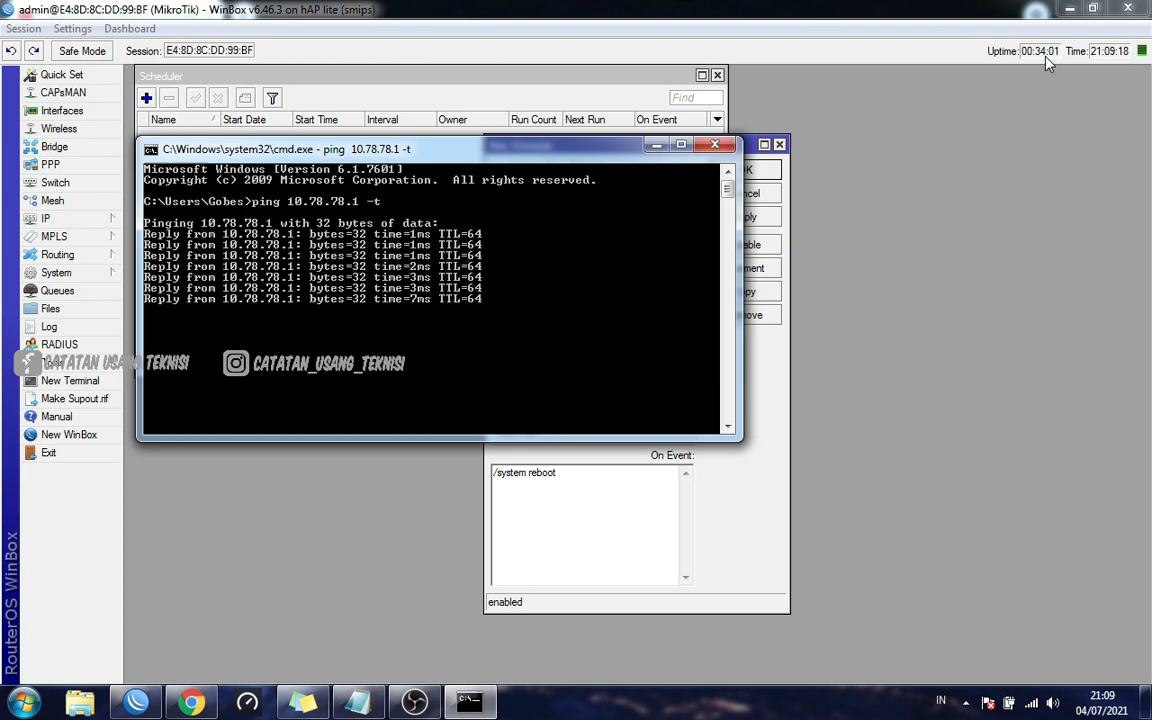 admin@E4:8D:8C:DD:99:BF (MikroTik) - WinBox v6.46.3 on hAP lite (smips)
Session Settings Dashboard
Safe Mode Session: E4:8D:8C:DD:99:BF Uptime: 00:34:01 Time: 21:09:18
Quick Set
CAPsMAN
Interfaces
Wireless
Bridge
PPP
Switch
Mesh
IP
MPLS
Routing
System
Queues
Files
Log
RADIUS
New Terminal
Make Supout.rif
Manual
New WinBox
Exit
RouterOS WinBox
Scheduler
Find
Name Start Date Start Time Interval Owner Run Count Next Run On Event
C:\Windows\system32\cmd.exe - ping 10.78.78.1 -t
Microsoft Windows [Version 6.1.7601]
Copyright (c) 2009 Microsoft Corporation. All rights reserved.
C:\Users\Gobes>ping 10.78.78.1 -t
Pinging 10.78.78.1 with 32 bytes of data:
Reply from 10.78.78.1: bytes=32 time=1ms TTL=64
Reply from 10.78.78.1: bytes=32 time=1ms TTL=64
Reply from 10.78.78.1: bytes=32 time=1ms TTL=64
Reply from 10.78.78.1: bytes=32 time=2ms TTL=64
Reply from 10.78.78.1: bytes=32 time=3ms TTL=64
Reply from 10.78.78.1: bytes=32 time=3ms TTL=64
Reply from 10.78.78.1: bytes=32 time=7ms TTL=64
CATATAN USANG TEKNISI
CATATAN_USANG_TEKNISI
On Event:
/system reboot
enabled
IN
21:09
04/07/2021